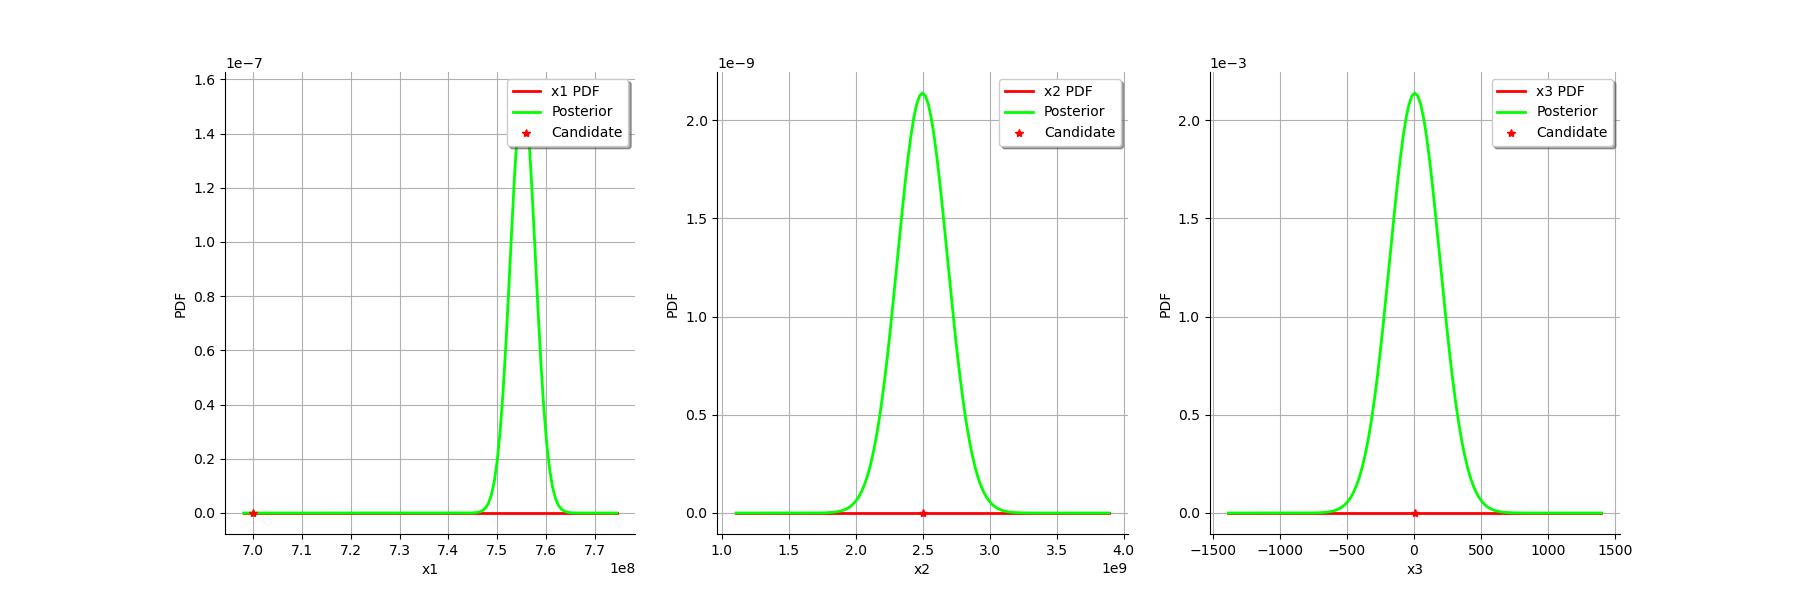 1e−7
1.6
1.4
1.2
1.0
0.8
0.6
0.4
0.2
0.0
PDF
7.0 7.1 7.2 7.3 7.4 7.5 7.6 7.7
x1
1e8
x1 PDF
Posterior
Candidate
1e−9
2.0
1.5
1.0
0.5
0.0
PDF
1.0 1.5 2.0 2.5 3.0 3.5 4.0
x2
1e9
x2 PDF
Posterior
Candidate
1e−3
2.0
1.5
1.0
0.5
0.0
PDF
−1500 −1000 −500 0 500 1000 1500
x3
x3 PDF
Posterior
Candidate